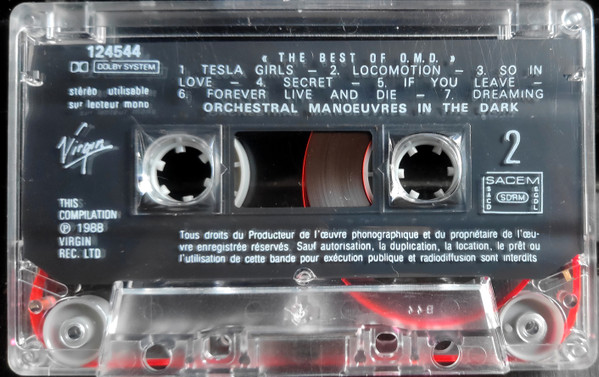 124544
DOLBY SYSTEM
stéréo utilisable
sur lecteur mono
« THE BEST OF O.M.D. »
1. TESLA GIRLS – 2. LOCOMOTION – 3. SO IN
LOVE – 4. SECRET – 5. IF YOU LEAVE –
6. FOREVER LIVE AND DIE – 7. DREAMING
ORCHESTRAL MANOEUVRES IN THE DARK
Virgin
2
SACEM
SACD
SDRM
SGDL
THIS
COMPILATION
Ⓟ 1988
VIRGIN
REC. LTD
Tous droits du Producteur de l'œuvre phonographique et du propriétaire de l'œu-
vre enregistrée réservés. Sauf autorisation, la duplication, la location, le prêt ou
l'utilisation de cette bande pour exécution publique et radiodiffusion sont interdits